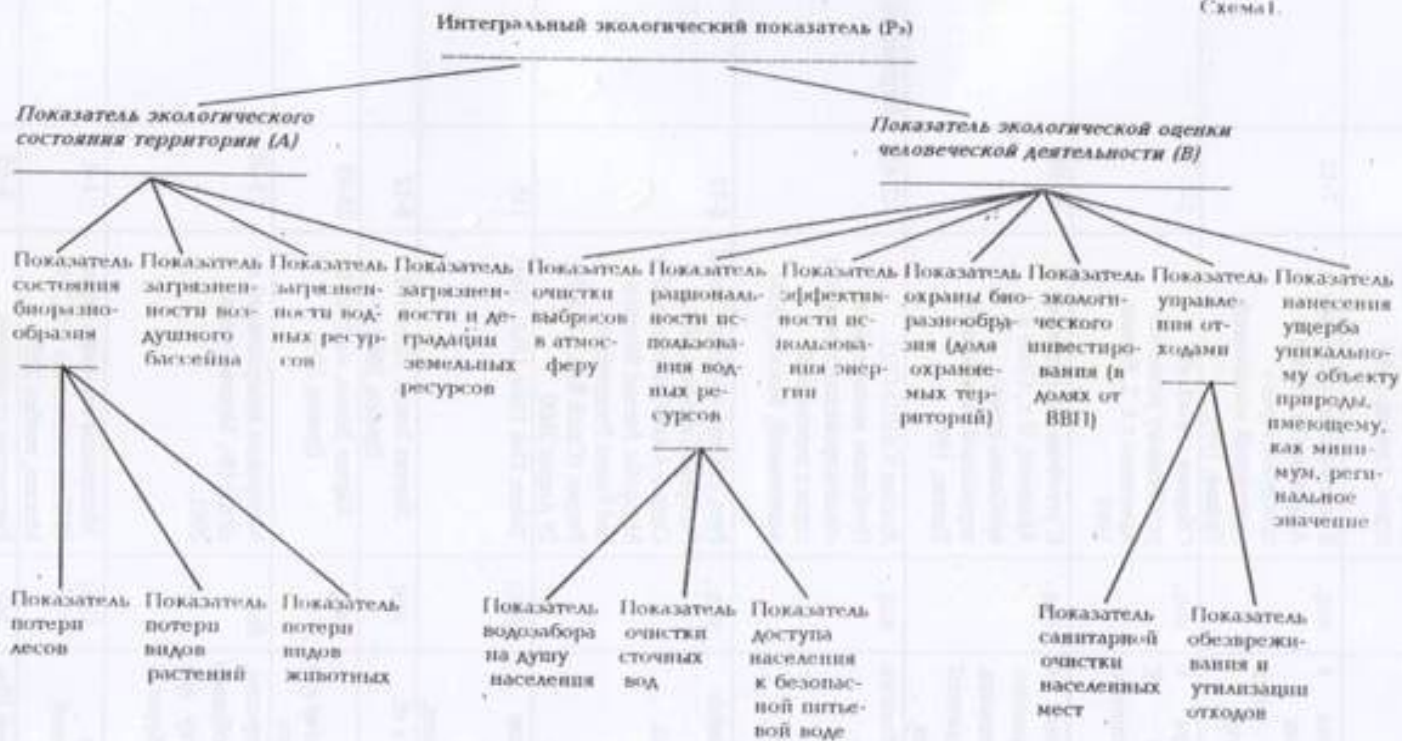 Схема1.
Интегральный экологический показатель (Рэ)
Показатель экологического
состояния территории (А)
Показатель экологической оценки
человеческой деятельности (В)
Показатель
состояния
биоразно-
образия
Показатель
загрязнен-
ности воз-
душного
бассейна
Показатель
загрязнен-
ности вод-
ных ресур-
сов
Показатель
загрязнен-
ности и де-
градации
земельных
ресурсов
Показатель
очистки
выбросов
в атмос-
феру
Показатель
рациональ-
ности ис-
пользова-
ния вод-
ных ре-
сурсов
Показатель
эффектив-
ности ис-
пользова-
ния энер-
гии
Показатель
охраны био-
разнообра-
зия (доля
охраняе-
мых тер-
риторий)
Показатель
экологи-
ческого
инвестиро-
вания (в
долях от
ВВП)
Показатель
управле-
ния от-
ходами
Показатель
нанесения
ущерба
уникально-
му объекту
природы,
имеющему,
как мини-
мум, реги-
нальное
значение
Показатель
потери
лесов
Показатель
потери
видов
растений
Показатель
потери
видов
животных
Показатель
водозабора
на душу
населения
Показатель
очистки
сточных
вод
Показатель
доступа
населения
к безопас-
ной питье-
вой воде
Показатель
санитарной
очистки
населенных
мест
Показатель
обезврежи-
вания и
утилизации
отходов